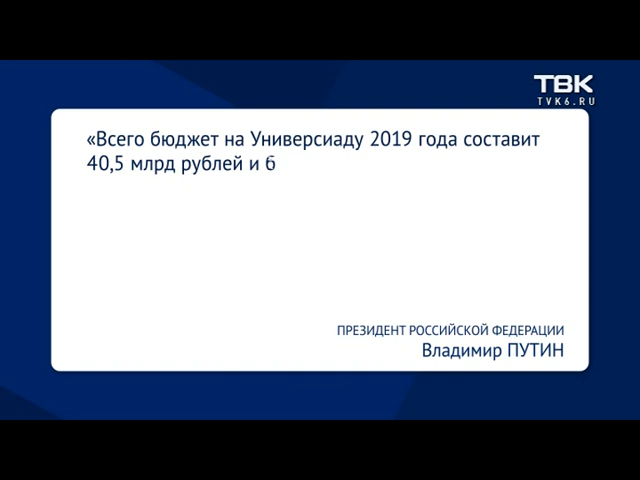 ТВК
TVK6.RU
«Всего бюджет на Универсиаду 2019 года составит
40,5 млрд рублей и 6
ПРЕЗИДЕНТ РОССИЙСКОЙ ФЕДЕРАЦИИ
Владимир ПУТИН